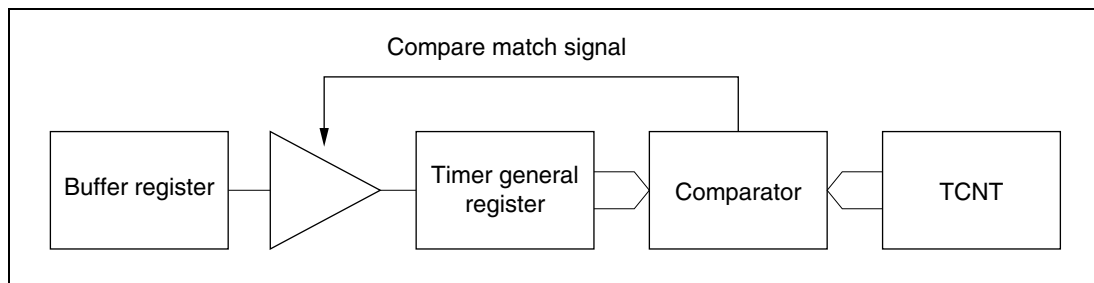 Compare match signal
Buffer register
Timer general
register
Comparator
TCNT